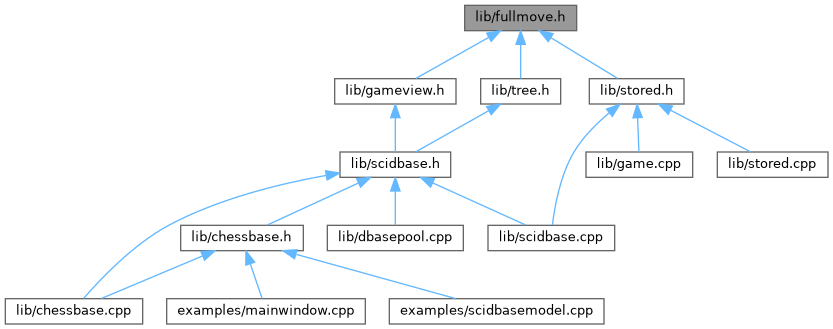 lib/fullmove.h
lib/gameview.h
lib/tree.h
lib/stored.h
lib/scidbase.h
lib/game.cpp
lib/stored.cpp
lib/chessbase.h
lib/dbasepool.cpp
lib/scidbase.cpp
lib/chessbase.cpp
examples/mainwindow.cpp
examples/scidbasemodel.cpp